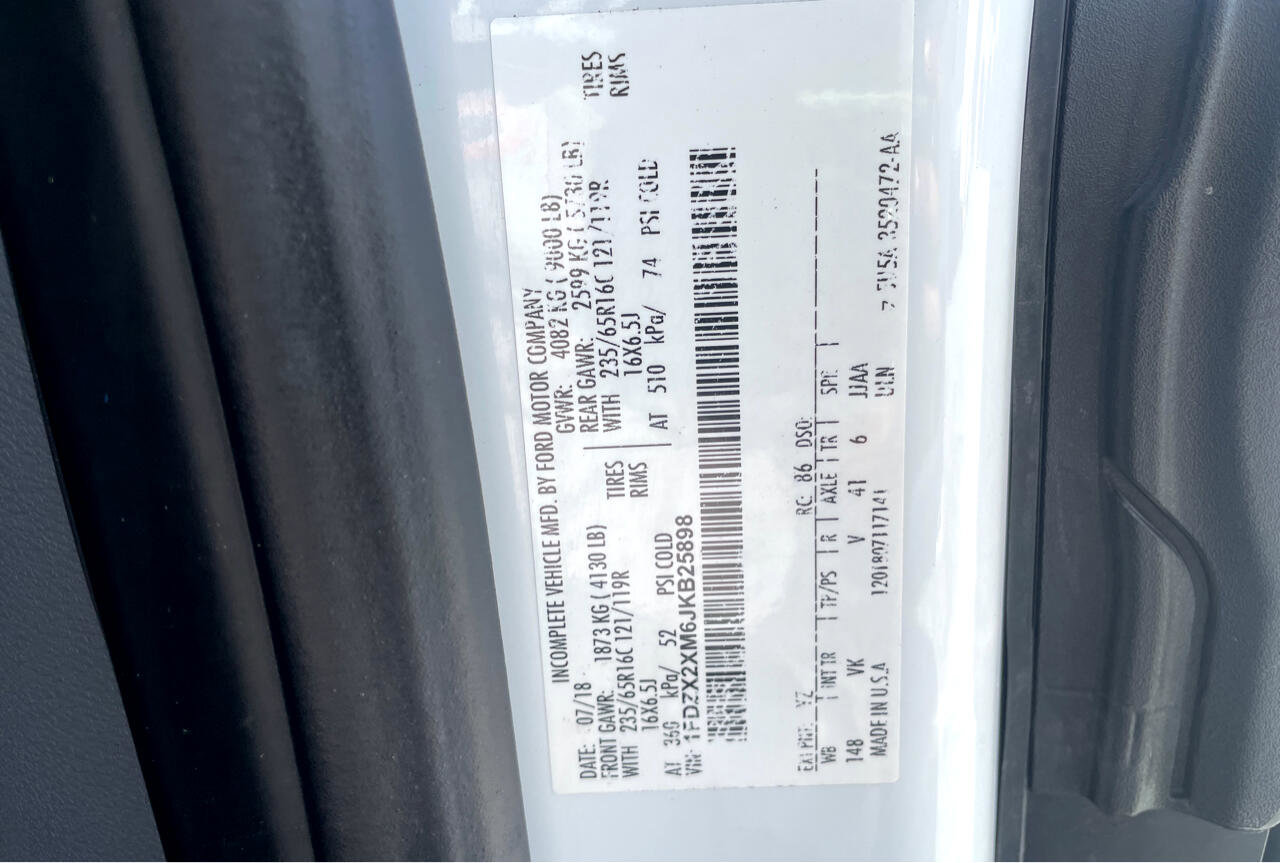 INCOMPLETE VEHICLE MFD. BY FORD MOTOR COMPANY
DATE: 07/18 GVWR: 4082 KG ( 9000 LB)
FRONT GAWR: 1873 KG ( 4130 LB) REAR GAWR: 2599 KG ( 5730 LB)
WITH 235/65R16C 121/119R TIRES WITH 235/65R16C 121/119R TIRES
16X6.5J RIMS 16X6.5J RIMS
AT 360 kPa/ 52 PSI COLD AT 510 kPa/ 74 PSI COLD
VIN: 1FDZX2XM6JKB25898
EXT PNT: YZ RC: 86 DSO:
WB INT TR TP/PS R AXLE TR SPR
148 VK V 41 6 JJAA
MADE IN U.S.A 120180711714 ULN
3520472-AA